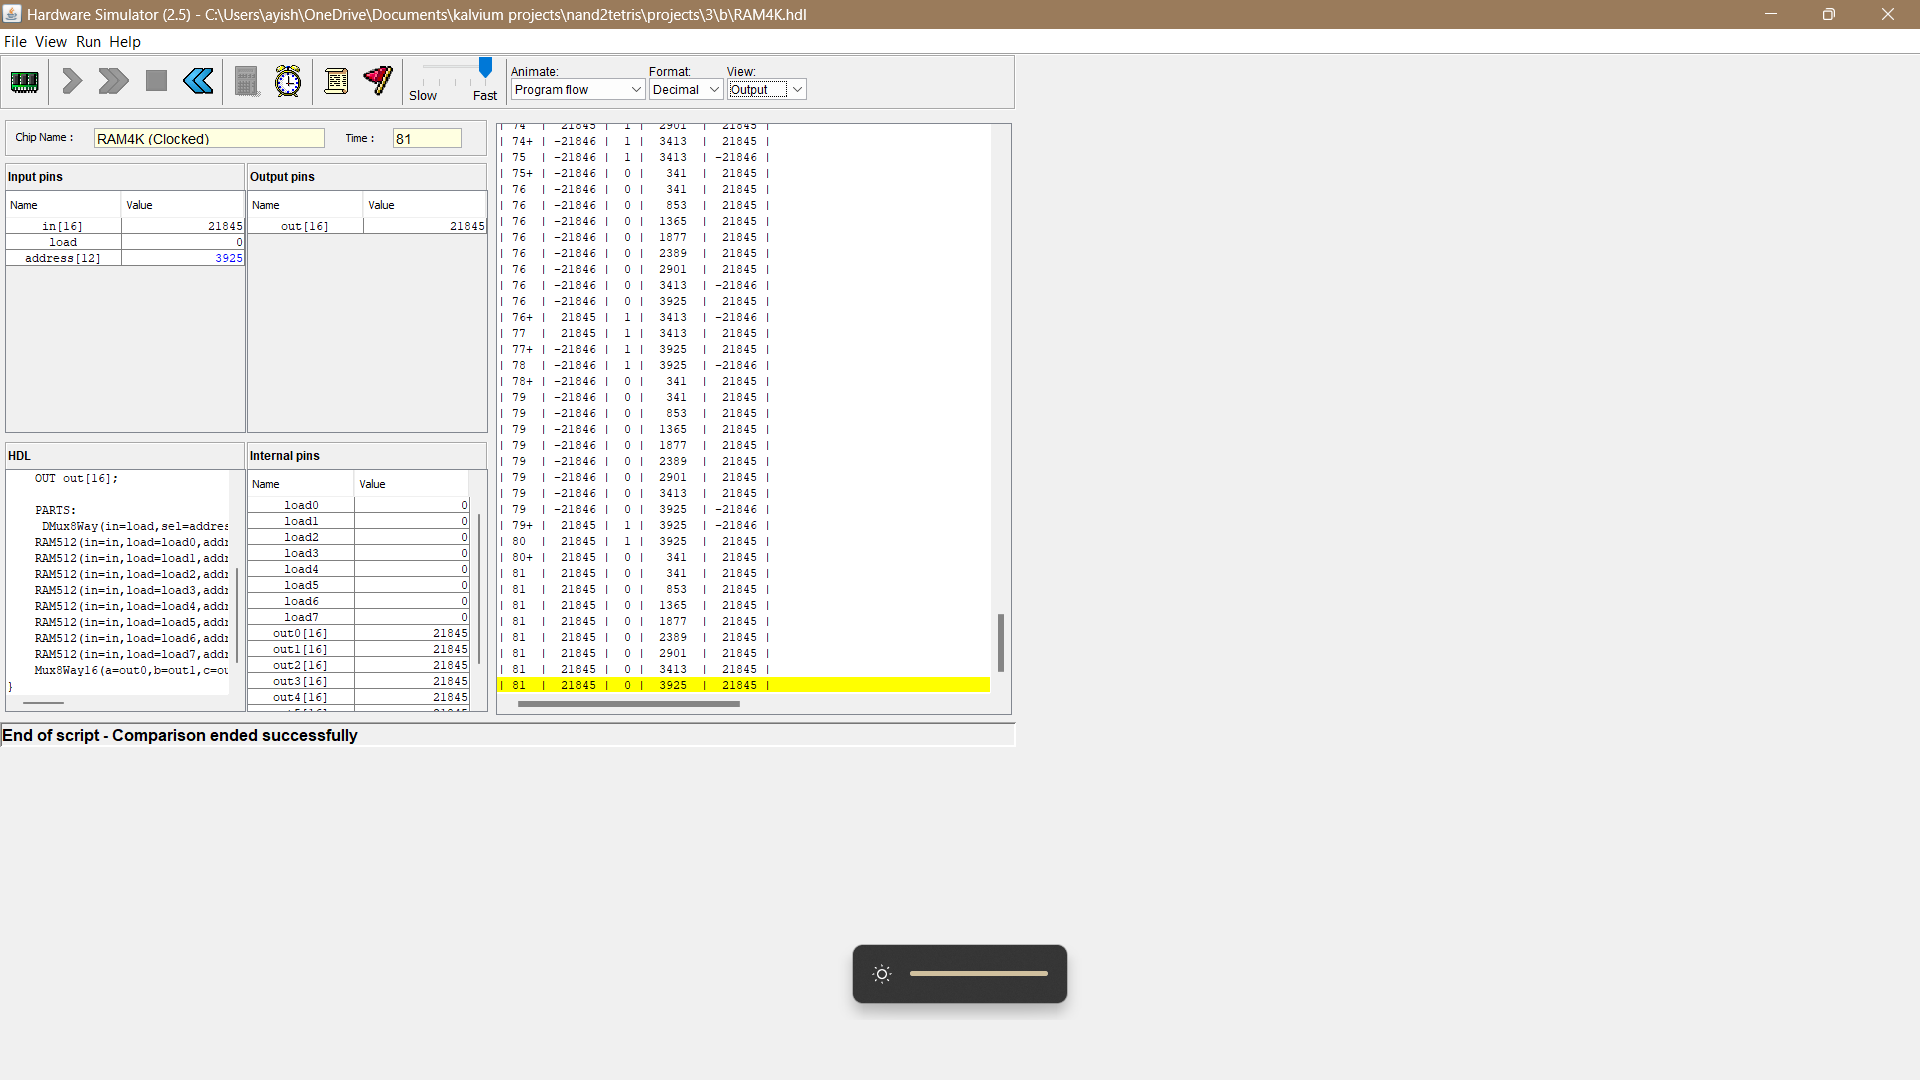 Hardware Simulator (2.5) - C:\Users\ayish\OneDrive\Documents\kalvium projects\nand2tetris\projects\3\b\RAM4K.hdl
File View Run Help
Slow Fast
Animate: Format: View:
Program flow Decimal Output
Chip Name : RAM4K (Clocked) Time : 81
Input pins
Name Value
in[16] 21845
load 0
address[12] 3925
Output pins
Name Value
out[16] 21845
HDL
OUT out[16];
PARTS:
DMux8Way(in=load,sel=addres
RAM512(in=in,load=load0,addr
RAM512(in=in,load=load1,addr
RAM512(in=in,load=load2,addr
RAM512(in=in,load=load3,addr
RAM512(in=in,load=load4,addr
RAM512(in=in,load=load5,addr
RAM512(in=in,load=load6,addr
RAM512(in=in,load=load7,addr
Mux8Way16(a=out0,b=out1,c=ou
}
Internal pins
Name Value
load0 0
load1 0
load2 0
load3 0
load4 0
load5 0
load6 0
load7 0
out0[16] 21845
out1[16] 21845
out2[16] 21845
out3[16] 21845
out4[16] 21845
| 74 | 21845 | 1 | 2901 | 21845 |
| 74+ | -21846 | 1 | 3413 | 21845 |
| 75 | -21846 | 1 | 3413 | -21846 |
| 75+ | -21846 | 0 | 341 | 21845 |
| 76 | -21846 | 0 | 341 | 21845 |
| 76 | -21846 | 0 | 853 | 21845 |
| 76 | -21846 | 0 | 1365 | 21845 |
| 76 | -21846 | 0 | 1877 | 21845 |
| 76 | -21846 | 0 | 2389 | 21845 |
| 76 | -21846 | 0 | 2901 | 21845 |
| 76 | -21846 | 0 | 3413 | -21846 |
| 76 | -21846 | 0 | 3925 | 21845 |
| 76+ | 21845 | 1 | 3413 | -21846 |
| 77 | 21845 | 1 | 3413 | 21845 |
| 77+ | -21846 | 1 | 3925 | 21845 |
| 78 | -21846 | 1 | 3925 | -21846 |
| 78+ | -21846 | 0 | 341 | 21845 |
| 79 | -21846 | 0 | 341 | 21845 |
| 79 | -21846 | 0 | 853 | 21845 |
| 79 | -21846 | 0 | 1365 | 21845 |
| 79 | -21846 | 0 | 1877 | 21845 |
| 79 | -21846 | 0 | 2389 | 21845 |
| 79 | -21846 | 0 | 2901 | 21845 |
| 79 | -21846 | 0 | 3413 | 21845 |
| 79 | -21846 | 0 | 3925 | -21846 |
| 79+ | 21845 | 1 | 3925 | -21846 |
| 80 | 21845 | 1 | 3925 | 21845 |
| 80+ | 21845 | 0 | 341 | 21845 |
| 81 | 21845 | 0 | 341 | 21845 |
| 81 | 21845 | 0 | 853 | 21845 |
| 81 | 21845 | 0 | 1365 | 21845 |
| 81 | 21845 | 0 | 1877 | 21845 |
| 81 | 21845 | 0 | 2389 | 21845 |
| 81 | 21845 | 0 | 2901 | 21845 |
| 81 | 21845 | 0 | 3413 | 21845 |
| 81 | 21845 | 0 | 3925 | 21845 |
End of script - Comparison ended successfully